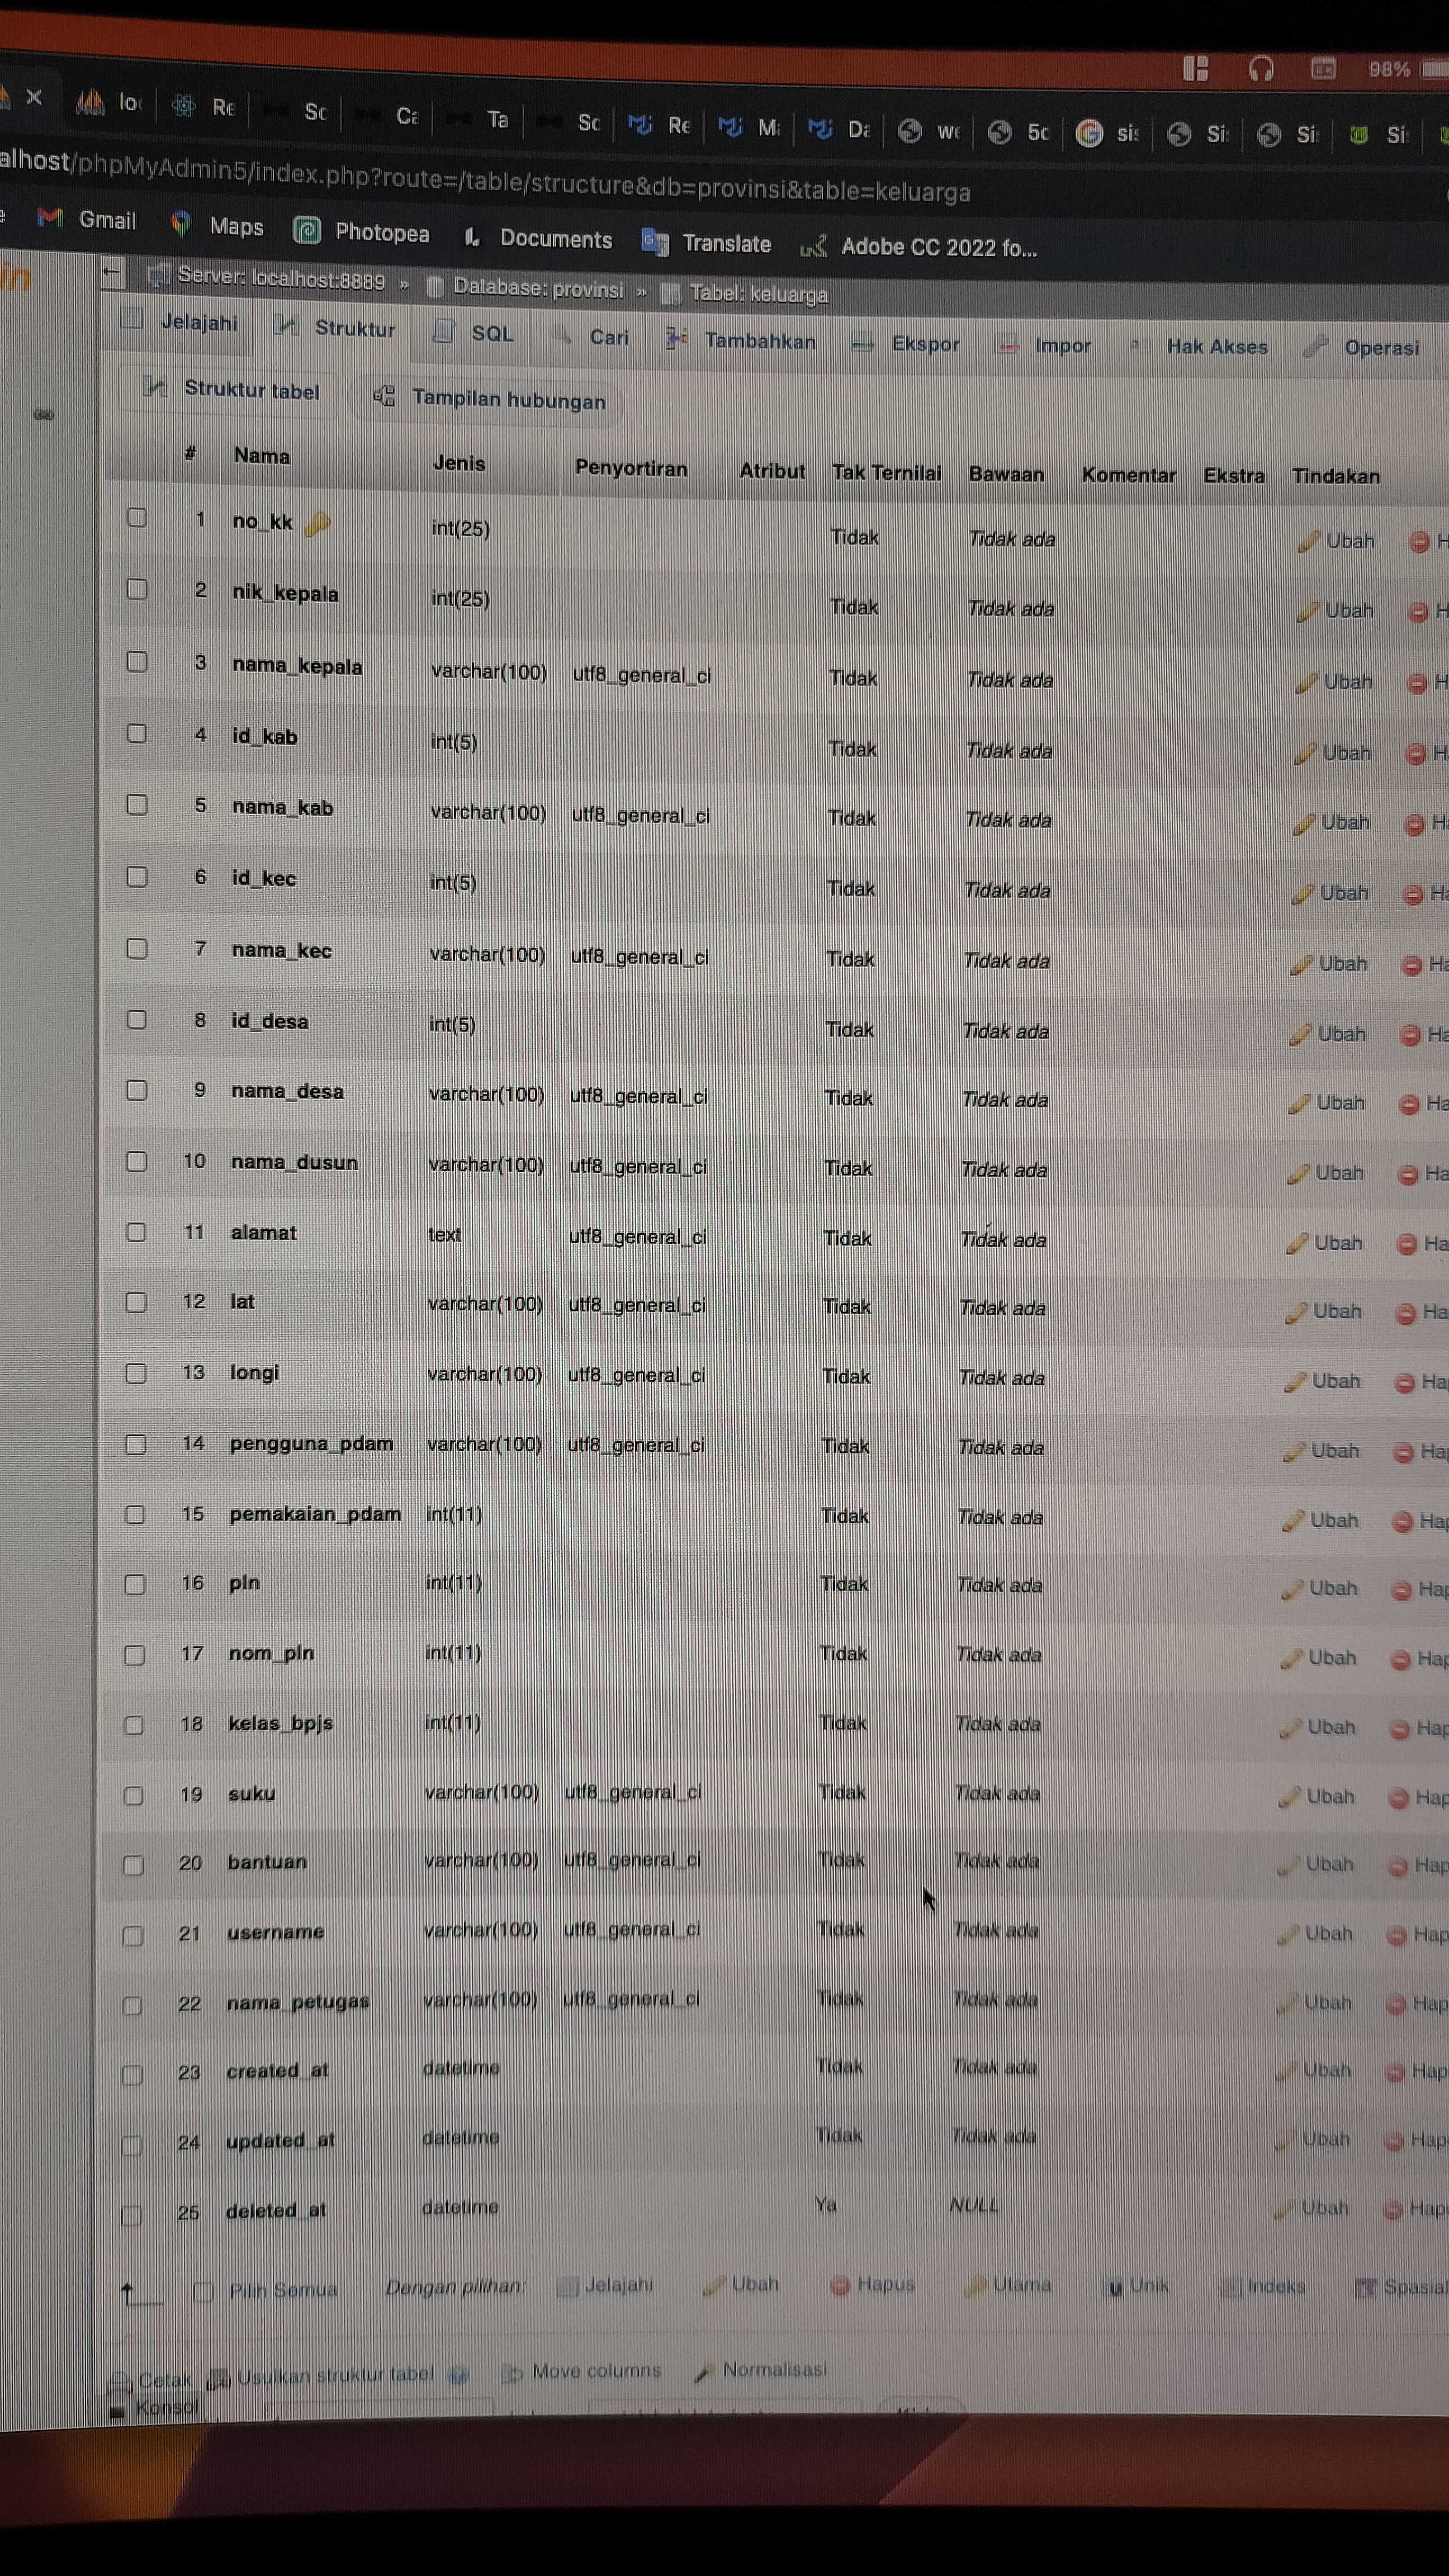 98%
loc Re Sc Ca Ta Sc Re M Da we 5c sis Si Si Si
alhost/phpMyAdmin5/index.php?route=/table/structure&db=provinsi&table=keluarga
Gmail Maps Photopea Documents Translate Adobe CC 2022 fo...
in
Server: localhost:8889 » Database: provinsi » Tabel: keluarga
Jelajahi Struktur SQL Cari Tambahkan Ekspor Impor Hak Akses Operasi
Struktur tabel Tampilan hubungan
# Nama Jenis Penyortiran Atribut Tak Ternilai Bawaan Komentar Ekstra Tindakan
1 no_kk int(25) Tidak Tidak ada Ubah H
2 nik_kepala int(25) Tidak Tidak ada Ubah H
3 nama_kepala varchar(100) utf8_general_ci Tidak Tidak ada Ubah H
4 id_kab int(5) Tidak Tidak ada Ubah H
5 nama_kab varchar(100) utf8_general_ci Tidak Tidak ada Ubah Ha
6 id_kec int(5) Tidak Tidak ada Ubah Ha
7 nama_kec varchar(100) utf8_general_ci Tidak Tidak ada Ubah Ha
8 id_desa int(5) Tidak Tidak ada Ubah Ha
9 nama_desa varchar(100) utf8_general_ci Tidak Tidak ada Ubah Ha
10 nama_dusun varchar(100) utf8_general_ci Tidak Tidak ada Ubah Ha
11 alamat text utf8_general_ci Tidak Tidak ada Ubah Ha
12 lat varchar(100) utf8_general_ci Tidak Tidak ada Ubah Ha
13 longi varchar(100) utf8_general_ci Tidak Tidak ada Ubah Hap
14 pengguna_pdam varchar(100) utf8_general_ci Tidak Tidak ada Ubah Hap
15 pemakaian_pdam int(11) Tidak Tidak ada Ubah Hap
16 pln int(11) Tidak Tidak ada Ubah Hap
17 nom_pln int(11) Tidak Tidak ada Ubah Hap
18 kelas_bpjs int(11) Tidak Tidak ada Ubah Hap
19 suku varchar(100) utf8_general_ci Tidak Tidak ada Ubah Hap
20 bantuan varchar(100) utf8_general_ci Tidak Tidak ada Ubah Hap
21 username varchar(100) utf8_general_ci Tidak Tidak ada Ubah Hap
22 nama_petugas varchar(100) utf8_general_ci Tidak Tidak ada Ubah Hap
23 created_at datetime Tidak Tidak ada Ubah Hap
24 updated_at datetime Tidak Tidak ada Ubah Hap
25 deleted_at datetime Ya NULL Ubah Hap
Pilih Semua Dengan pilihan: Jelajahi Ubah Hapus Utama Unik Indeks Spasial
Cetak Usulkan struktur tabel Move columns Normalisasi
Konsol